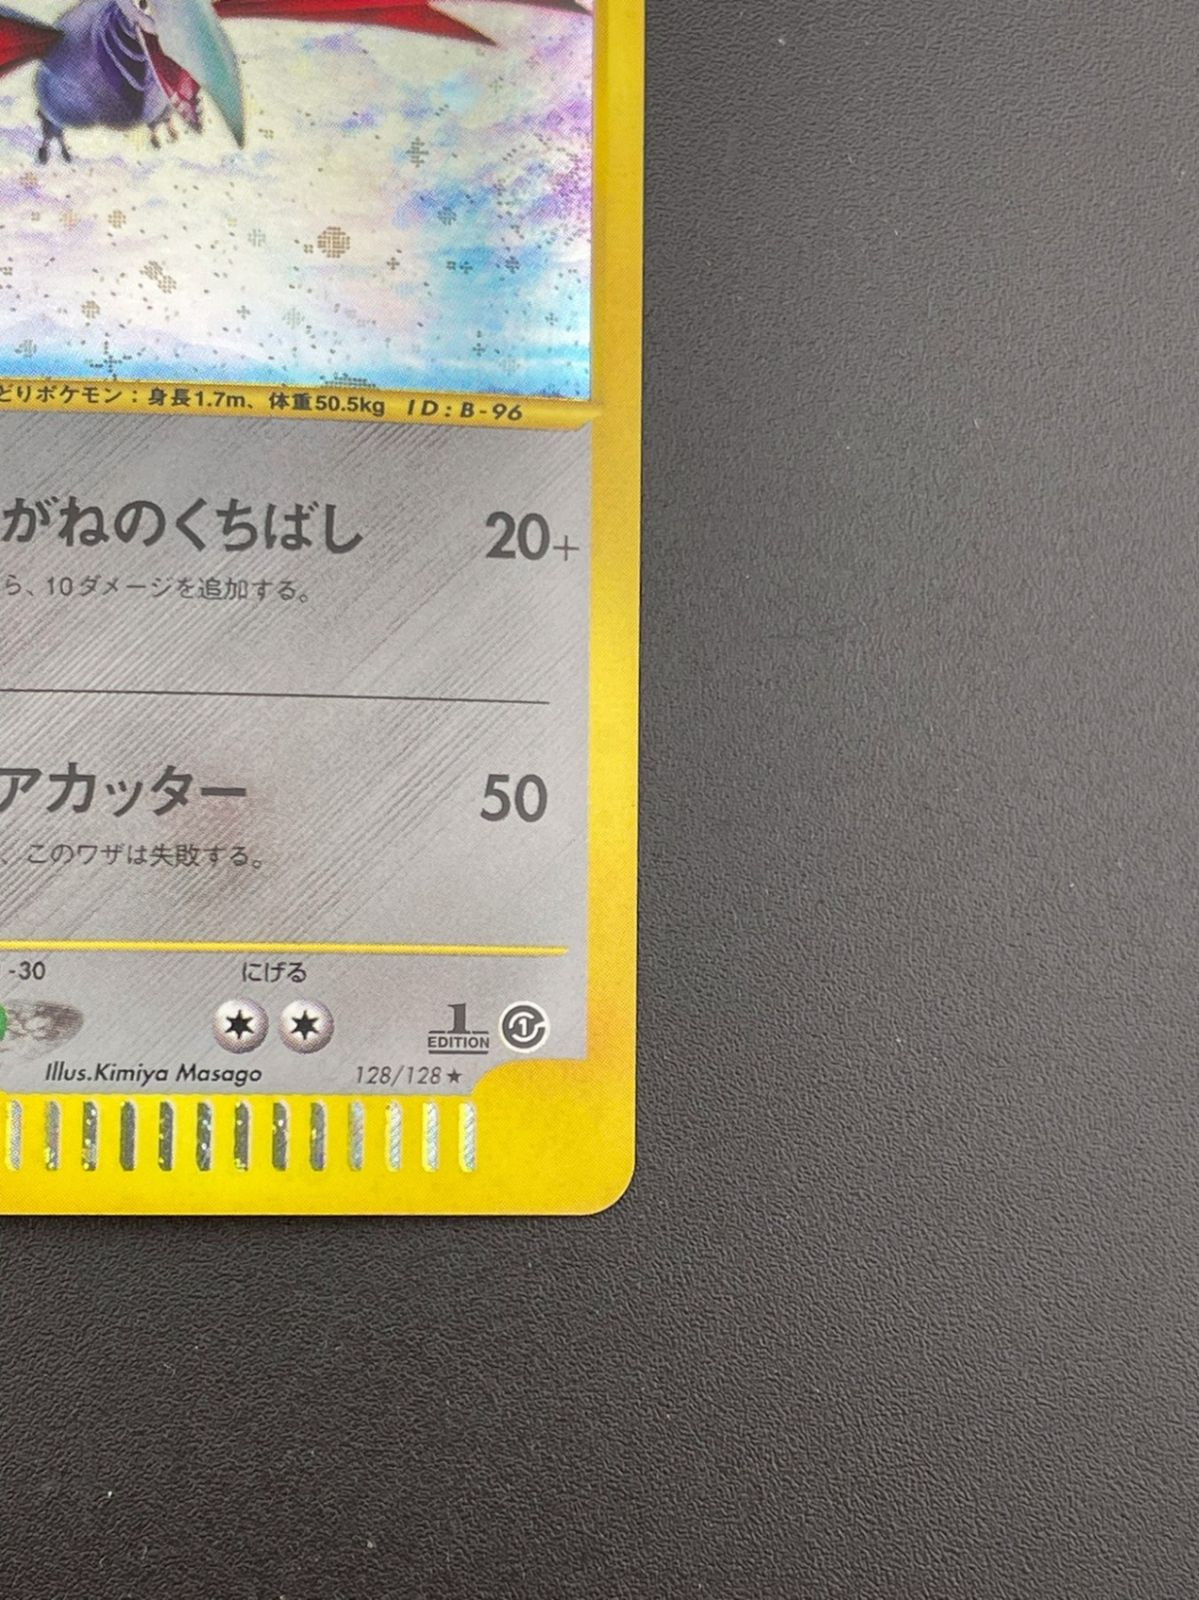 どりポケモン：身長1.7m、体重50.5kg ID:B-96
がねのくちばし 20+
ら、10ダメージを追加する。
アカッター 50
、このワザは失敗する。
-30 にげる
1 EDITION
Illus.Kimiya Masago 128/128★